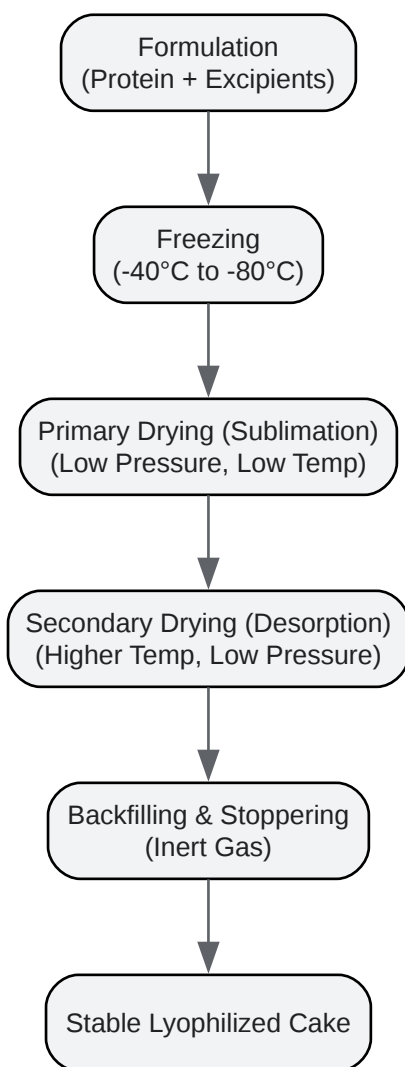 Formulation
(Protein + Excipients)
Freezing
(-40°C to -80°C)
Primary Drying (Sublimation)
(Low Pressure, Low Temp)
Secondary Drying (Desorption)
(Higher Temp, Low Pressure)
Backfilling & Stoppering
(Inert Gas)
Stable Lyophilized Cake